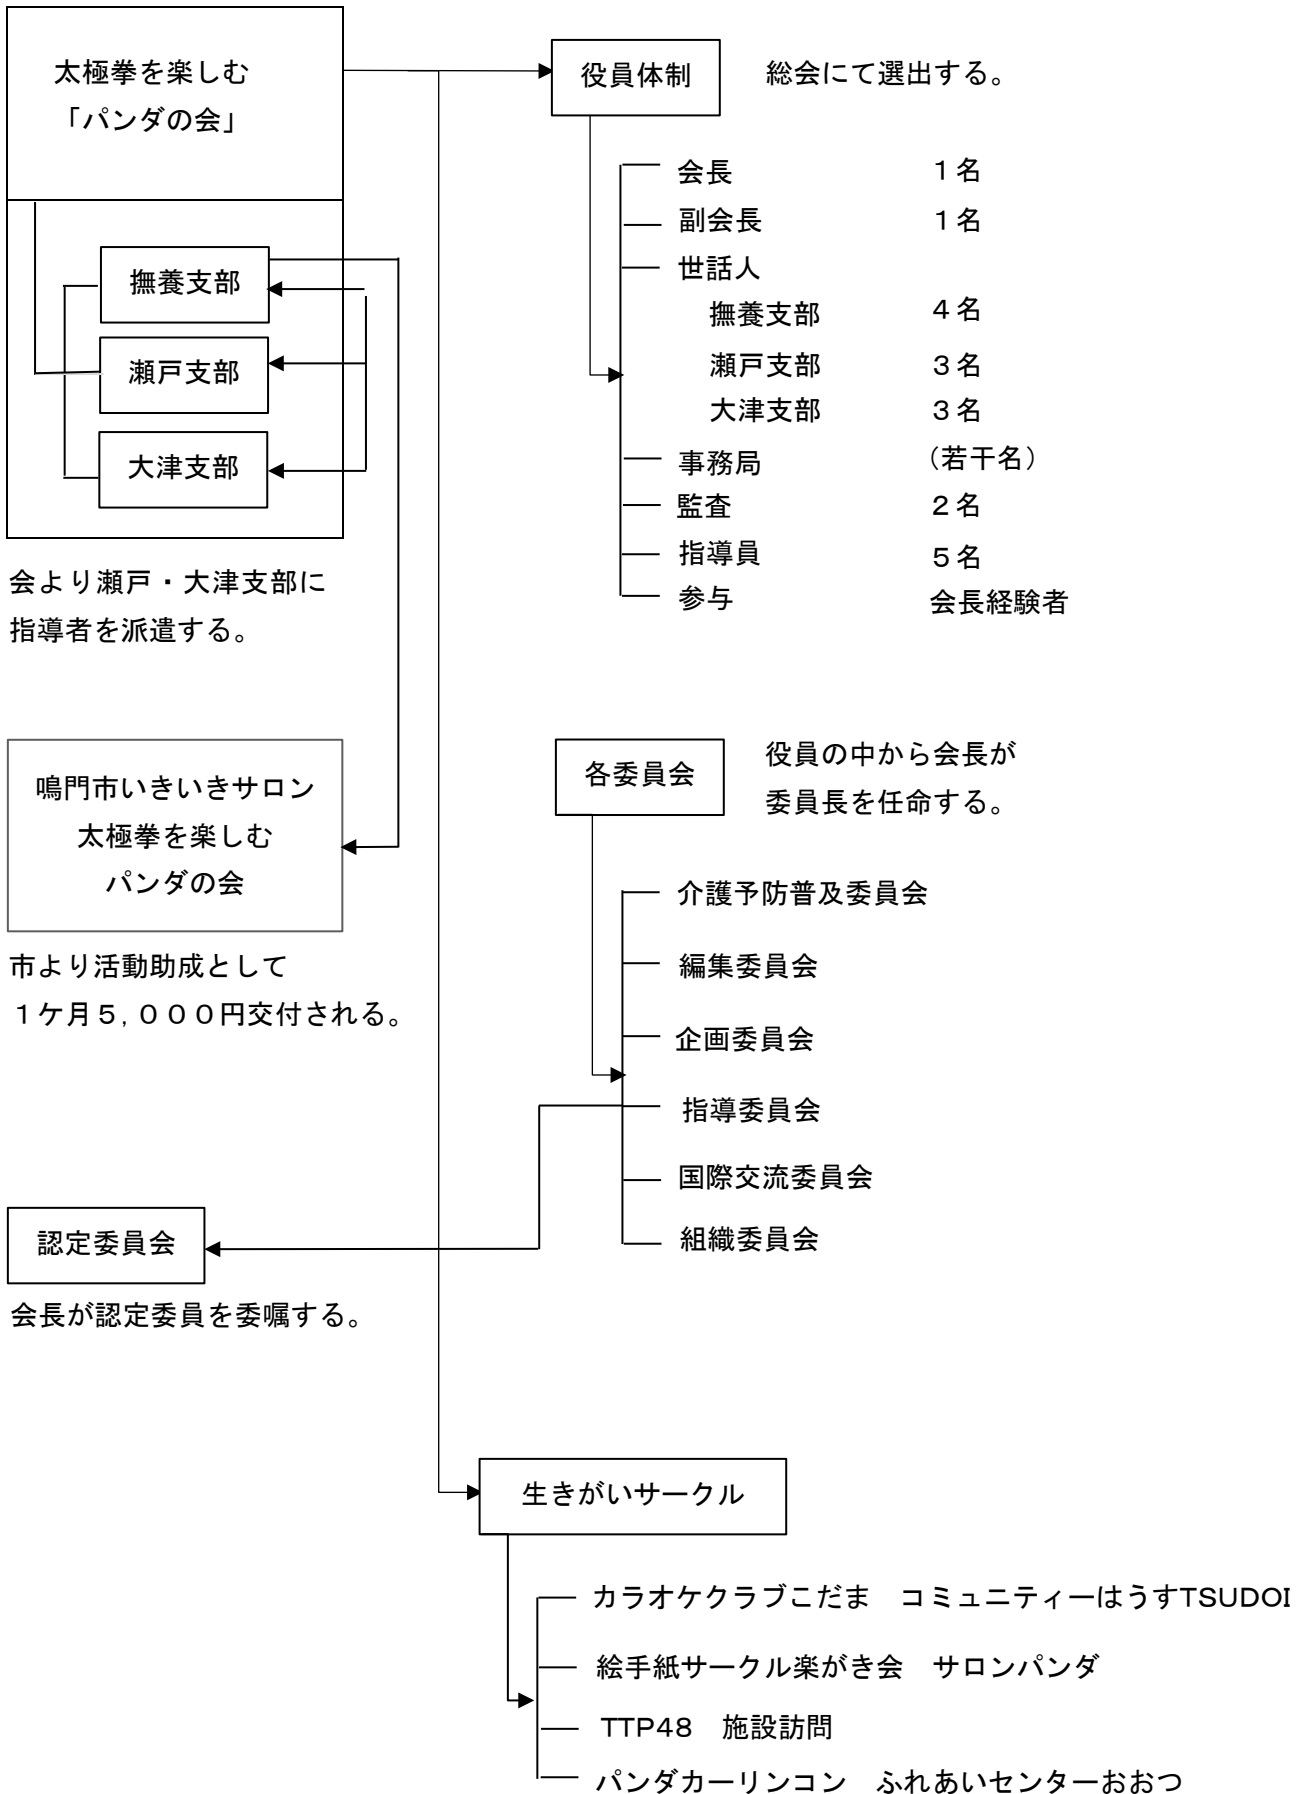 太極拳を楽しむ
「パンダの会」
撫養支部
瀬戸支部
大津支部
会より瀬戸・大津支部に
指導者を派遣する。
役員体制　総会にて選出する。
会長　１名
副会長　１名
世話人
撫養支部　４名
瀬戸支部　３名
大津支部　３名
事務局　（若干名）
監査　２名
指導員　５名
参与　会長経験者
鳴門市いきいきサロン
太極拳を楽しむ
パンダの会
市より活動助成として
１ケ月５,０００円交付される。
各委員会
役員の中から会長が
委員長を任命する。
介護予防普及委員会
編集委員会
企画委員会
指導委員会
国際交流委員会
組織委員会
認定委員会
会長が認定委員を委嘱する。
生きがいサークル
カラオケクラブこだま　コミュニティーはうすTSUDOI
絵手紙サークル楽がき会　サロンパンダ
TTP48　施設訪問
パンダカーリンコン　ふれあいセンターおおつ